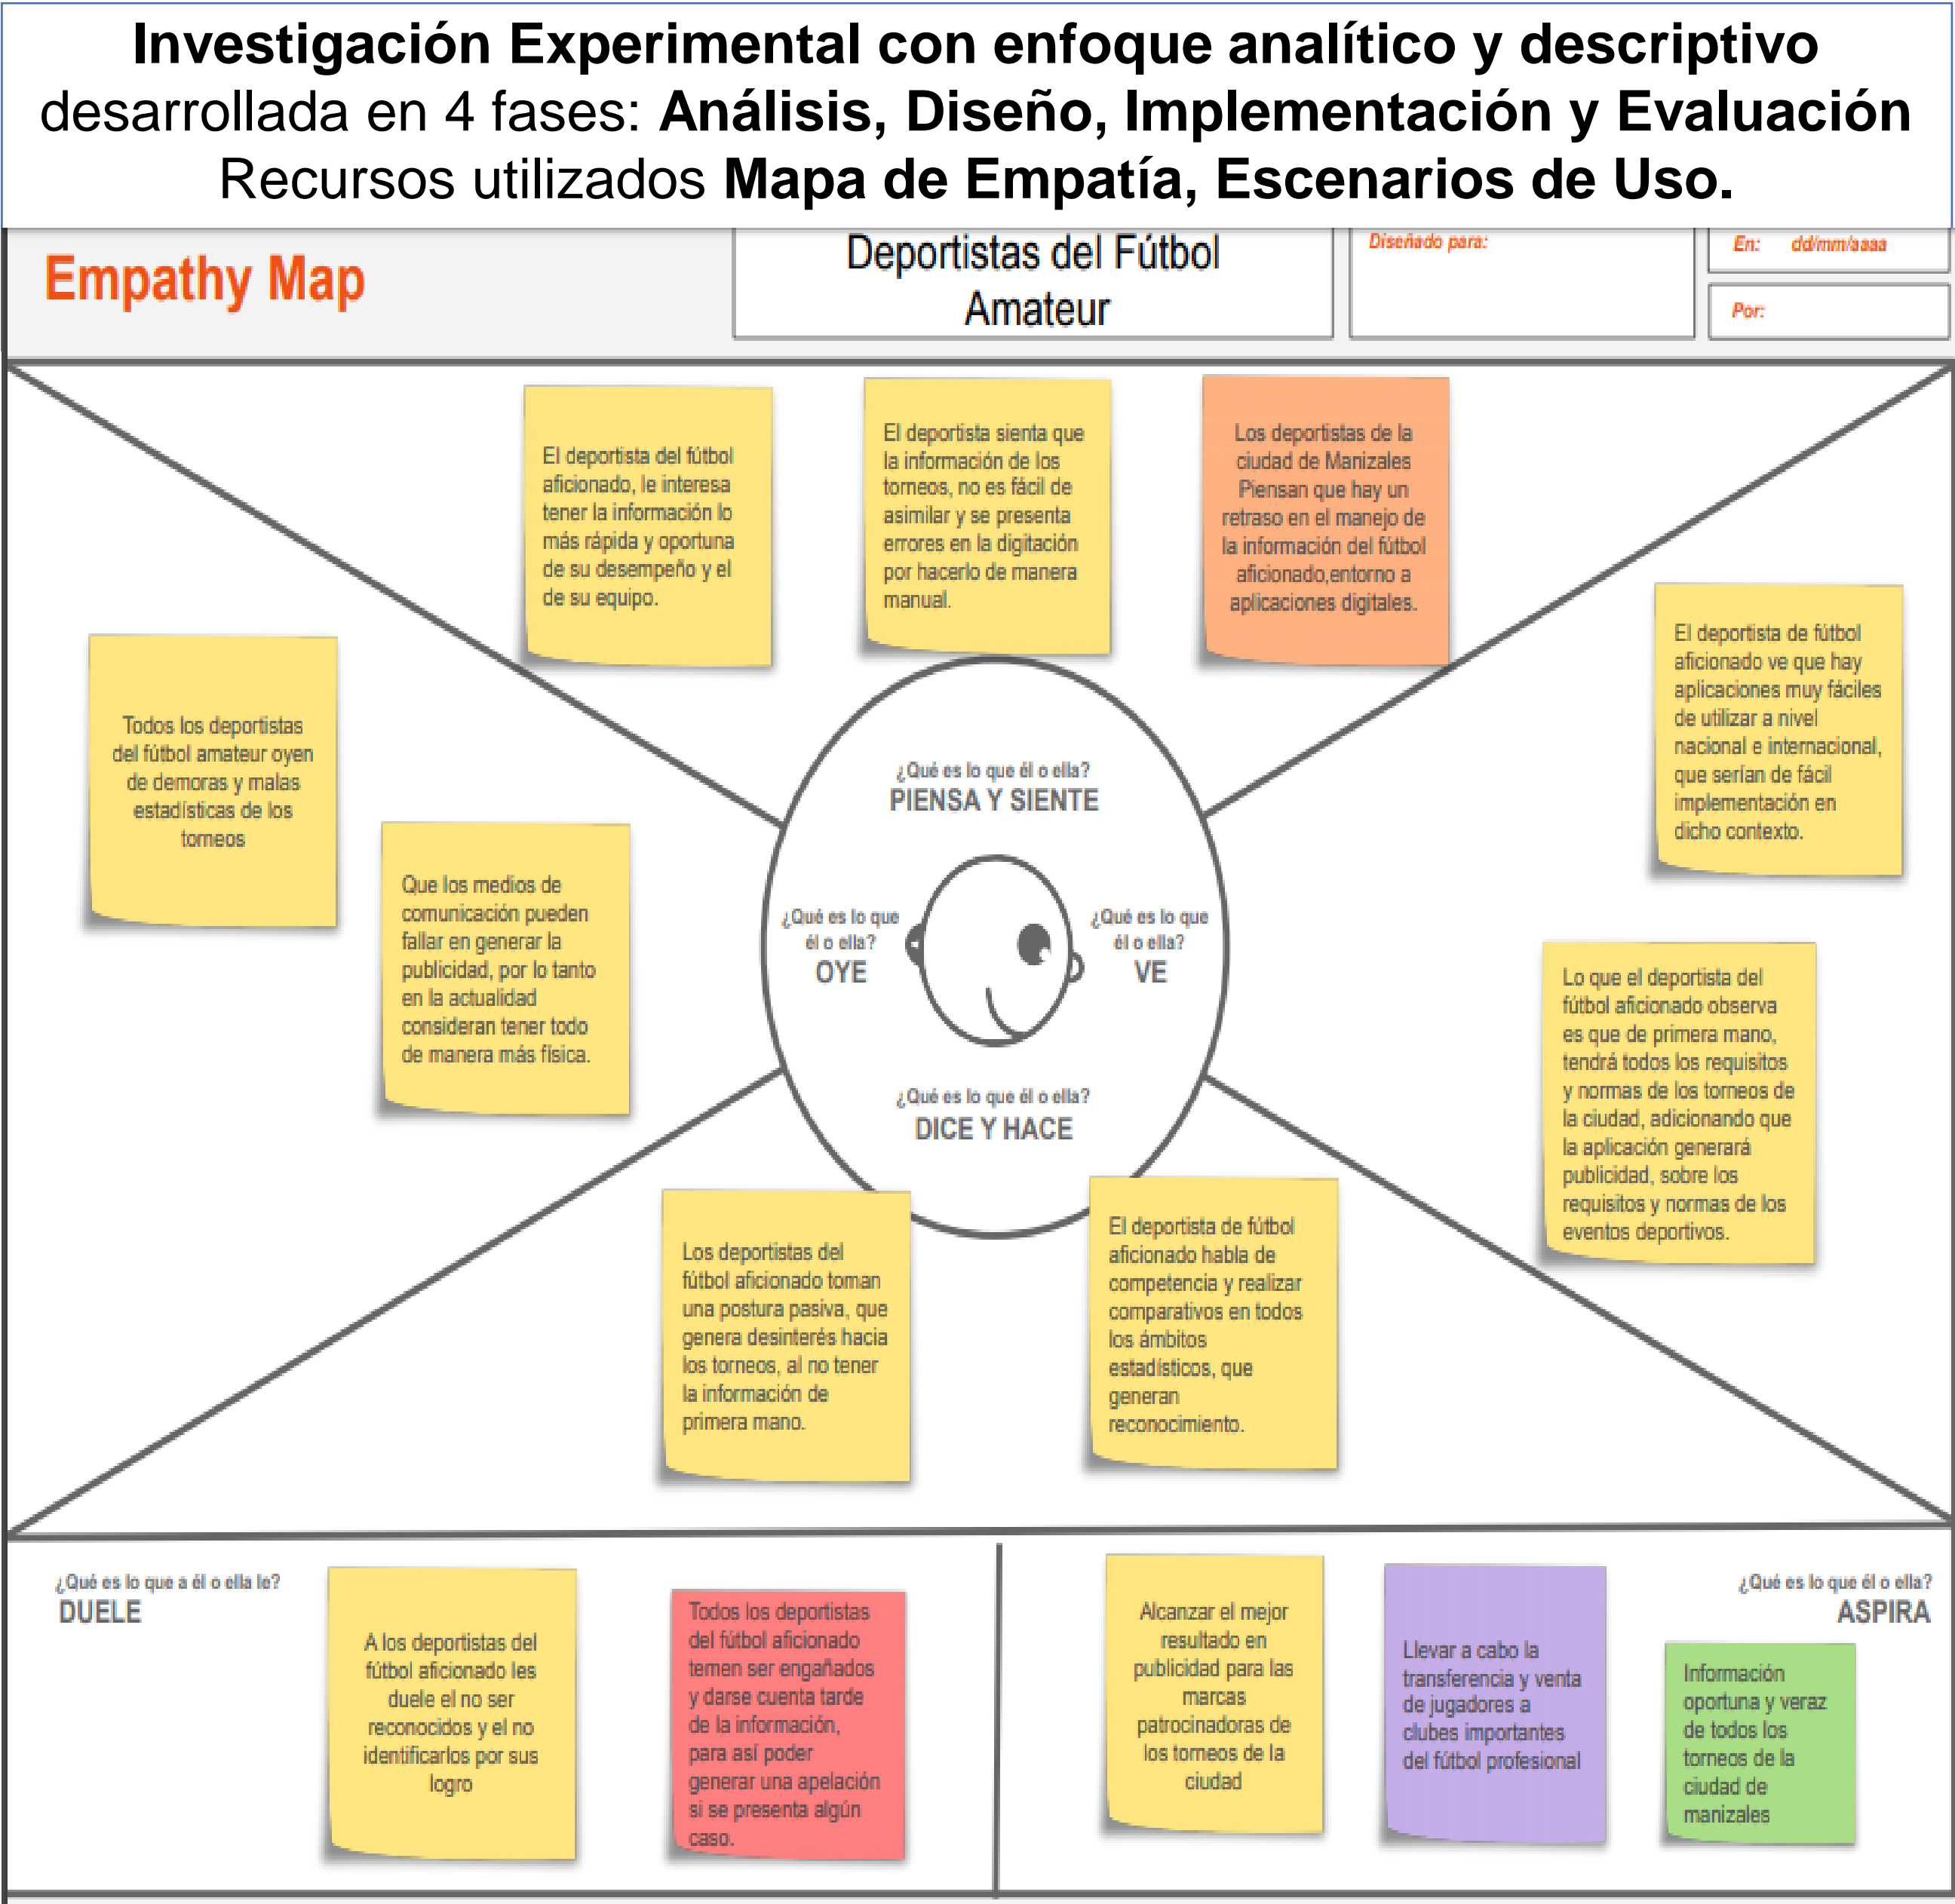 Investigación Experimental con enfoque analítico y descriptivo
desarrollada en 4 fases: Análisis, Diseño, Implementación y Evaluación
Recursos utilizados Mapa de Empatía, Escenarios de Uso.
Empathy Map
Deportistas del Fútbol
Amateur
Diseñado para:
En: dd/mm/aaaa
Por:
El deportista del fútbol
aficionado, le interesa
tener la información lo
más rápida y oportuna
de su desempeño y el
de su equipo.
El deportista sienta que
la información de los
torneos, no es fácil de
asimilar y se presenta
errores en la digitación
por hacerlo de manera
manual.
Los deportistas de la
ciudad de Manizales
Piensan que hay un
retraso en el manejo de
la información del fútbol
aficionado,entorno a
aplicaciones digitales.
Todos los deportistas
del fútbol amateur oyen
de demoras y malas
estadísticas de los
torneos
Que los medios de
comunicación pueden
fallar en generar la
publicidad, por lo tanto
en la actualidad
consideran tener todo
de manera más física.
¿Qué es lo que él o ella?
PIENSA Y SIENTE
¿Qué es lo que
él o ella?
OYE
¿Qué es lo que
él o ella?
VE
¿Qué es lo que él o ella?
DICE Y HACE
El deportista de fútbol
aficionado ve que hay
aplicaciones muy fáciles
de utilizar a nivel
nacional e internacional,
que serían de fácil
implementación en
dicho contexto.
Lo que el deportista del
fútbol aficionado observa
es que de primera mano,
tendrá todos los requisitos
y normas de los torneos de
la ciudad, adicionando que
la aplicación generará
publicidad, sobre los
requisitos y normas de los
eventos deportivos.
Los deportistas del
fútbol aficionado toman
una postura pasiva, que
genera desinterés hacia
los torneos, al no tener
la información de
primera mano.
El deportista de fútbol
aficionado habla de
competencia y realizar
comparativos en todos
los ámbitos
estadísticos, que
generan
reconocimiento.
¿Qué es lo que a él o ella le?
DUELE
A los deportistas del
fútbol aficionado les
duele el no ser
reconocidos y el no
identificarlos por sus
logro
Todos los deportistas
del fútbol aficionado
temen ser engañados
y darse cuenta tarde
de la información,
para así poder
generar una apelación
si se presenta algún
caso.
Alcanzar el mejor
resultado en
publicidad para las
marcas
patrocinadoras de
los torneos de la
ciudad
Llevar a cabo la
transferencia y venta
de jugadores a
clubes importantes
del fútbol profesional
¿Qué es lo que él o ella?
ASPIRA
Información
oportuna y veraz
de todos los
torneos de la
ciudad de
manizales